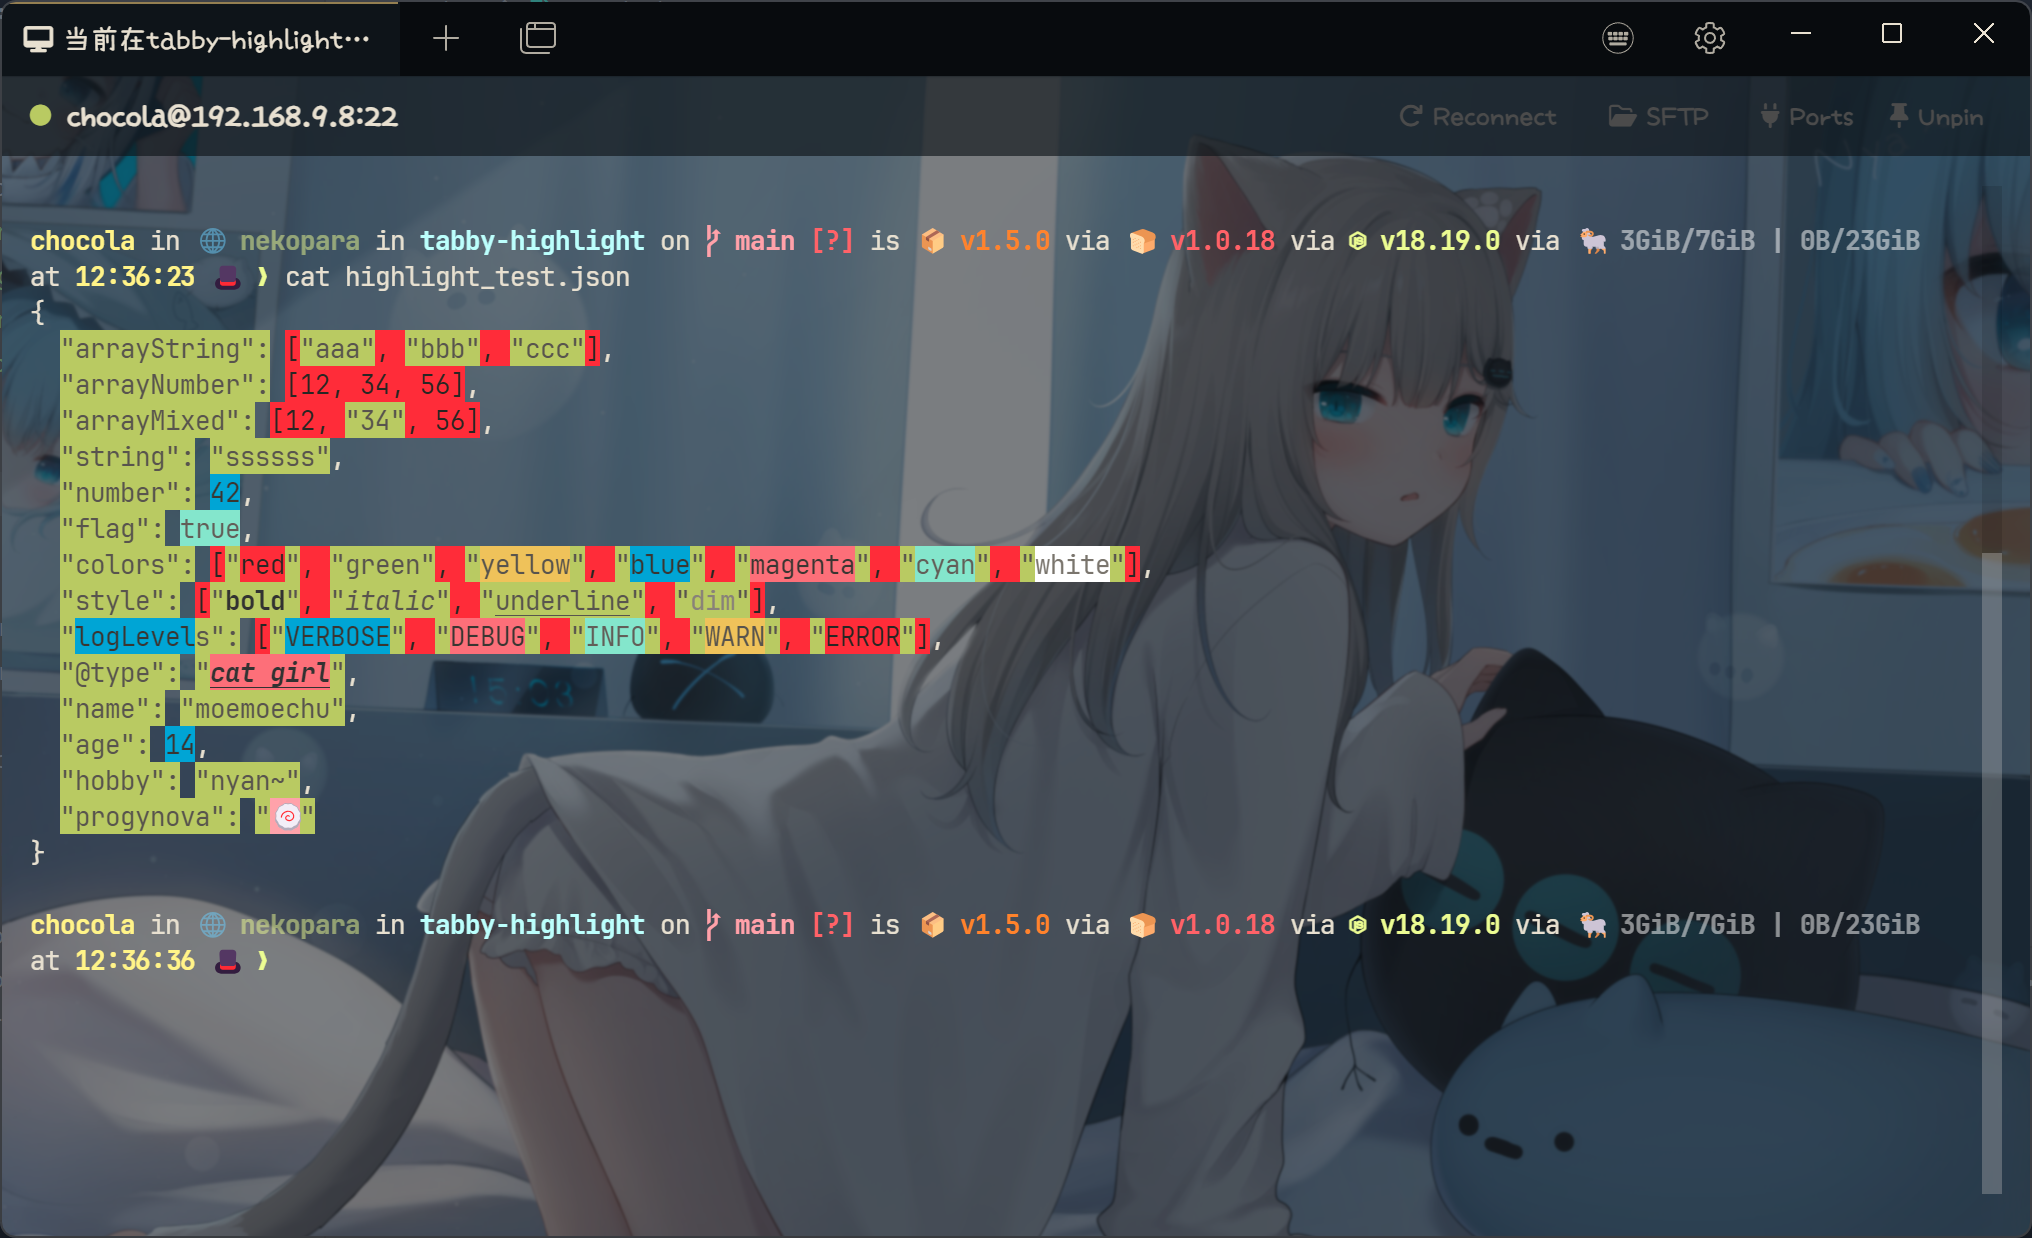 当前在tabby-highlight…
chocola@192.168.9.8:22
Reconnect SFTP Ports Unpin
chocola in 🌐 nekopara in tabby-highlight on main [?] is 📦 v1.5.0 via v1.0.18 via v18.19.0 via 🐏 3GiB/7GiB | 0B/23GiB
at 12:36:23 🎩 ❯ cat highlight_test.json
{
"arrayString": ["aaa", "bbb", "ccc"],
"arrayNumber": [12, 34, 56],
"arrayMixed": [12, "34", 56],
"string": "ssssss",
"number": 42,
"flag": true,
"colors": ["red", "green", "yellow", "blue", "magenta", "cyan", "white"],
"style": ["bold", "italic", "underline", "dim"],
"logLevels": ["VERBOSE", "DEBUG", "INFO", "WARN", "ERROR"],
"@type": "cat girl",
"name": "moemoechu",
"age": 14,
"hobby": "nyan~",
"progynova": "🍥"
}
chocola in 🌐 nekopara in tabby-highlight on main [?] is 📦 v1.5.0 via v1.0.18 via v18.19.0 via 🐏 3GiB/7GiB | 0B/23GiB
at 12:36:36 🎩 ❯